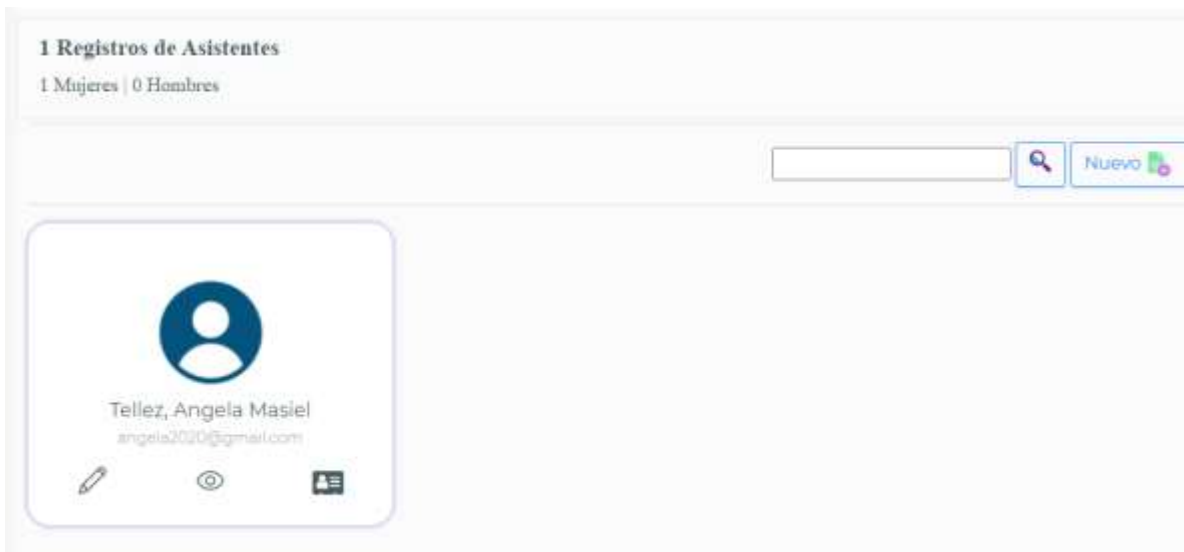 1 Registros de Asistentes
1 Mujeres | 0 Hombres
Nuevo
Tellez, Angela Masiel
angela2020@gmail.com